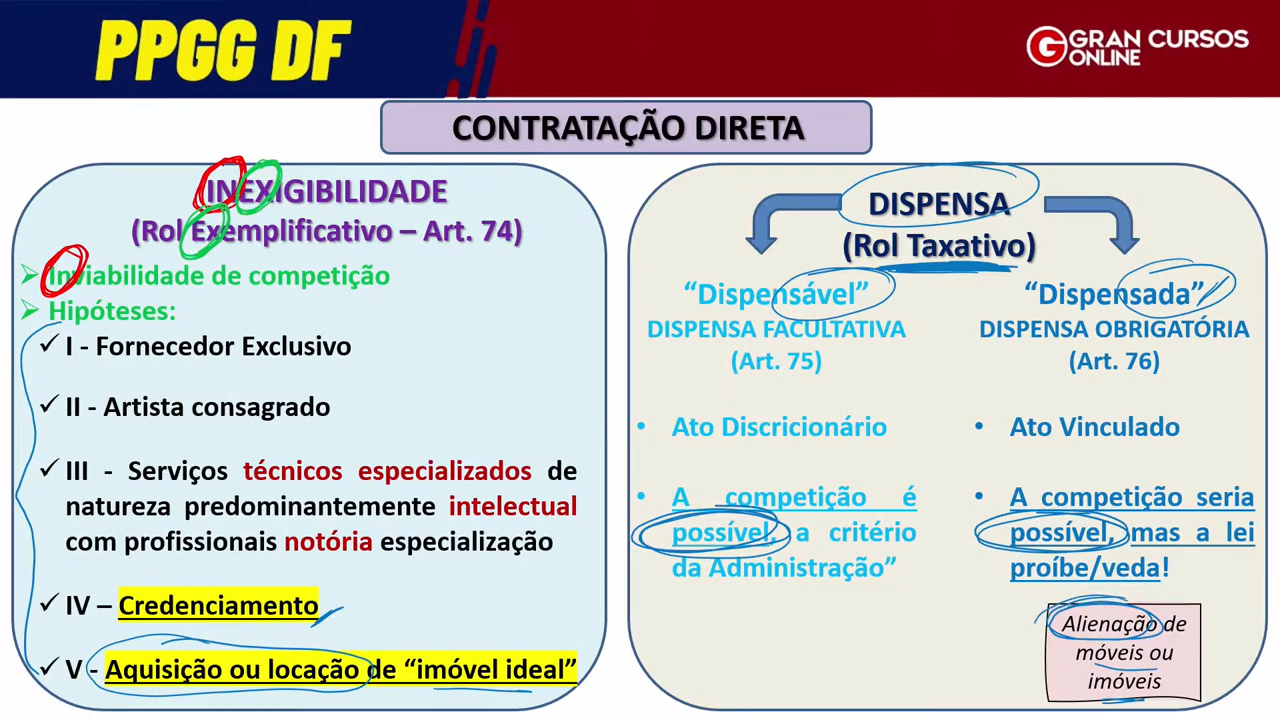 PPGG DF
GRAN CURSOS
ONLINE
CONTRATAÇÃO DIRETA
INEXIGIBILIDADE
(Rol Exemplificativo – Art. 74)
➢ Inviabilidade de competição
➢ Hipóteses:
✓ I - Fornecedor Exclusivo
✓ II - Artista consagrado
✓ III - Serviços técnicos especializados de
natureza predominantemente intelectual
com profissionais notória especialização
✓ IV – Credenciamento
✓ V - Aquisição ou locação de “imóvel ideal”
DISPENSA
(Rol Taxativo)
“Dispensável”
DISPENSA FACULTATIVA
(Art. 75)
• Ato Discricionário
• A competição é
possível, a critério
da Administração”
“Dispensada”
DISPENSA OBRIGATÓRIA
(Art. 76)
• Ato Vinculado
• A competição seria
possível, mas a lei
proíbe/veda!
Alienação de
móveis ou
imóveis